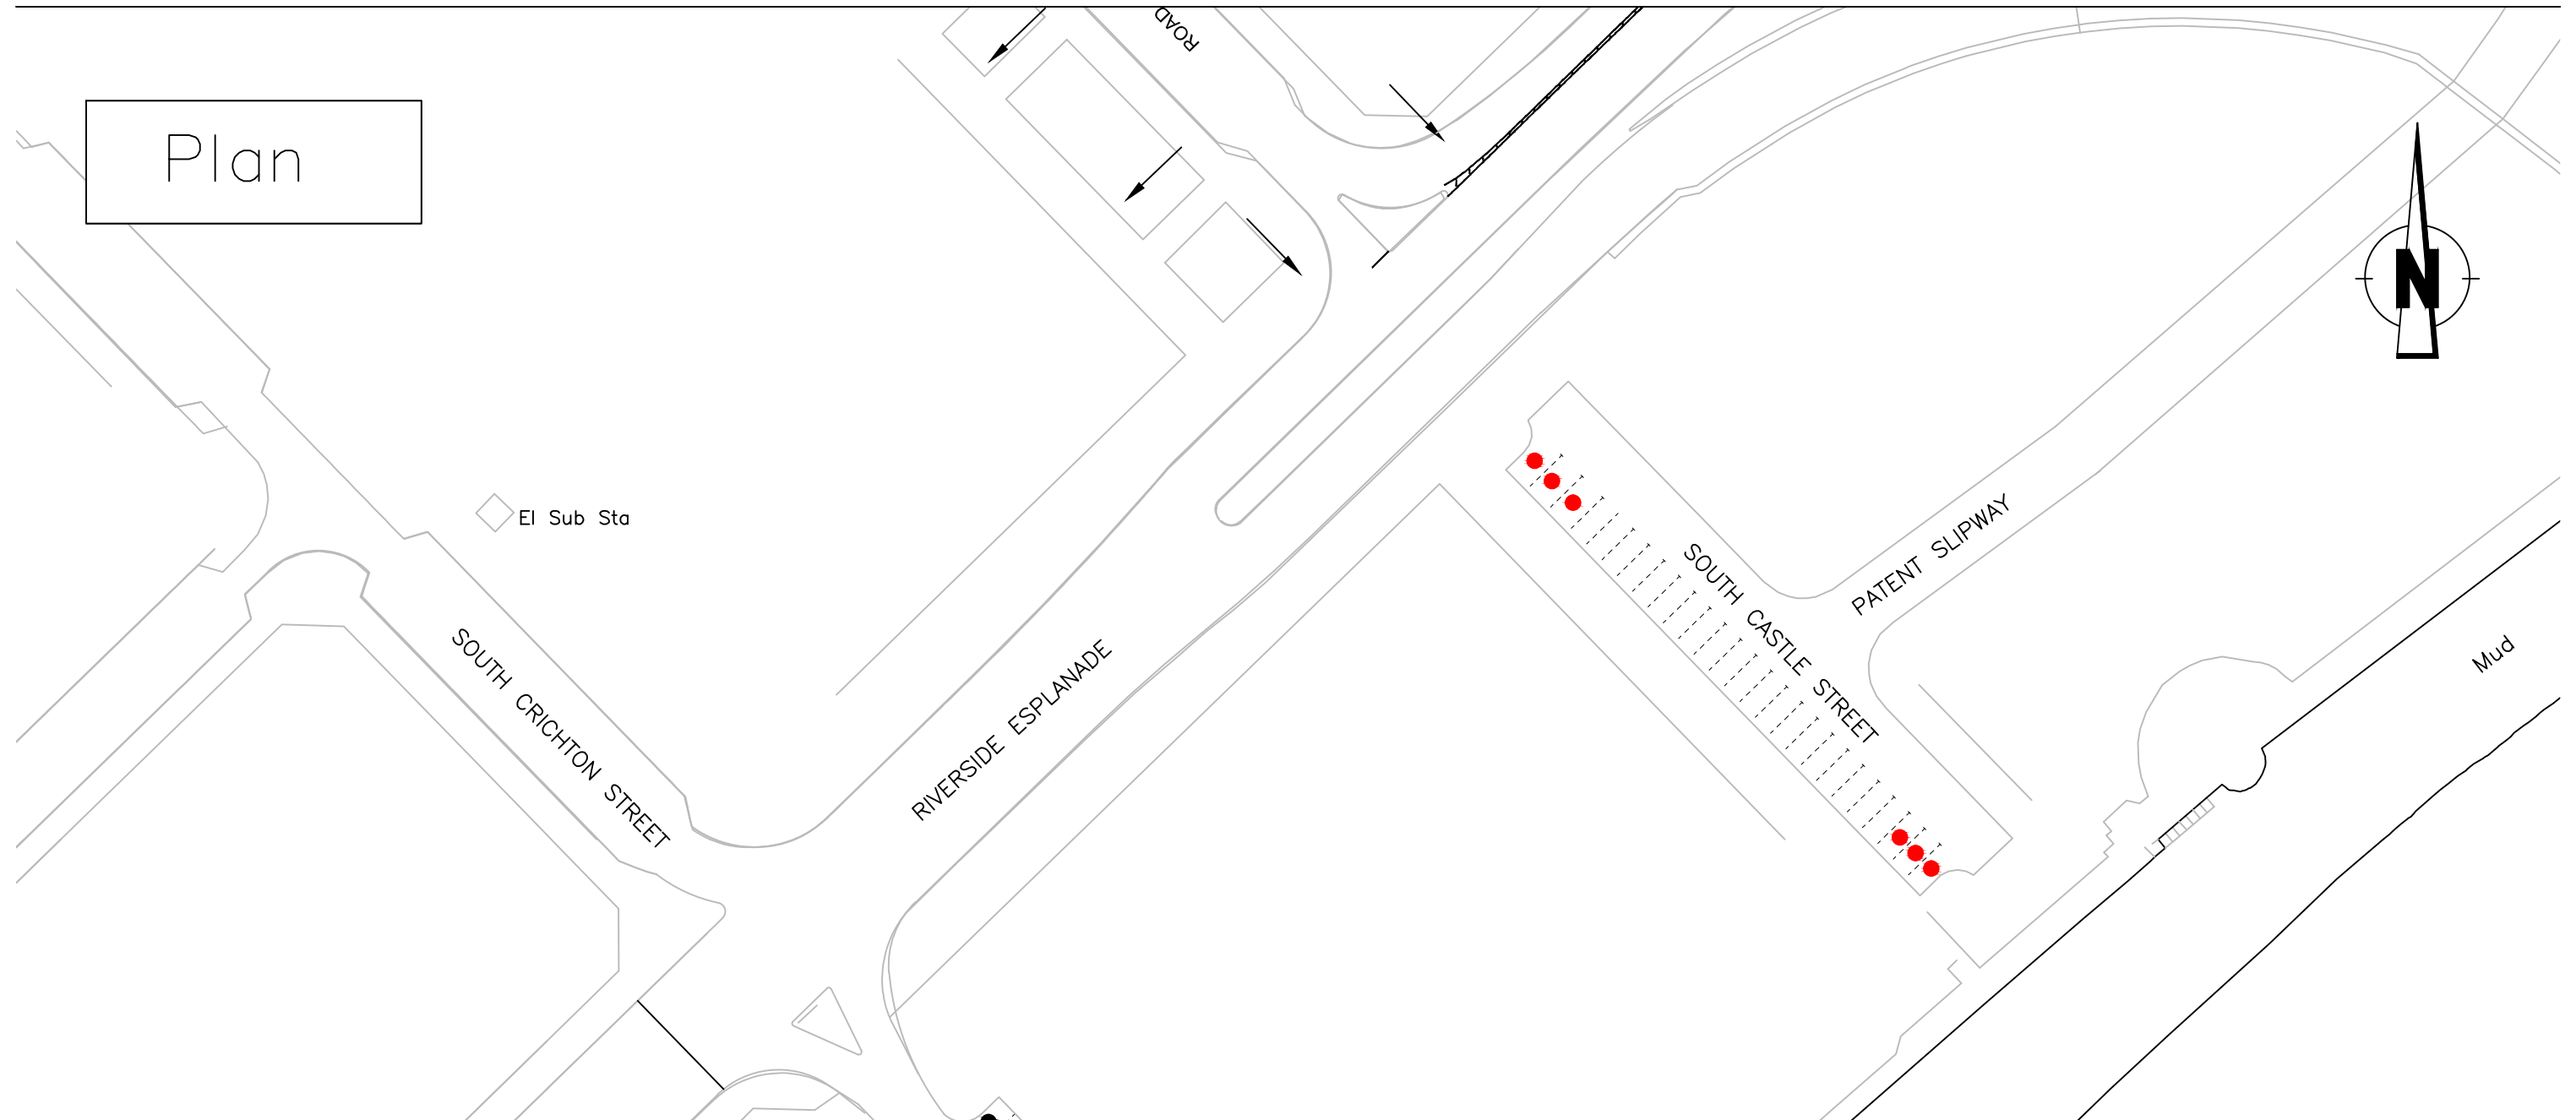 ROAD
Plan
N
El Sub Sta
SOUTH CRICHTON STREET
RIVERSIDE ESPLANADE
SOUTH CASTLE STREET
PATENT SLIPWAY
Mud